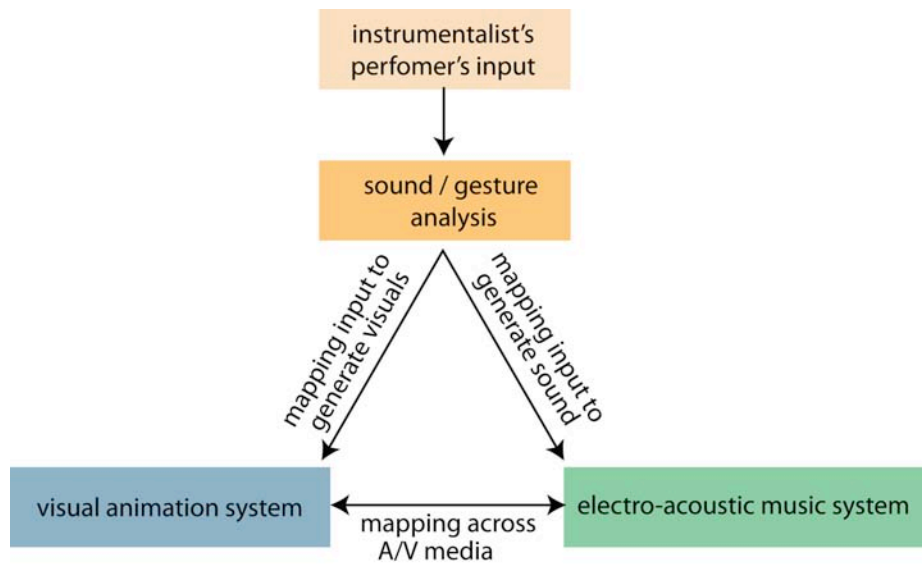 instrumentalist's
perfomer's input
sound / gesture
analysis
mapping input to
generate visuals
mapping input to
generate sound
visual animation system
mapping across
A/V media
electro-acoustic music system